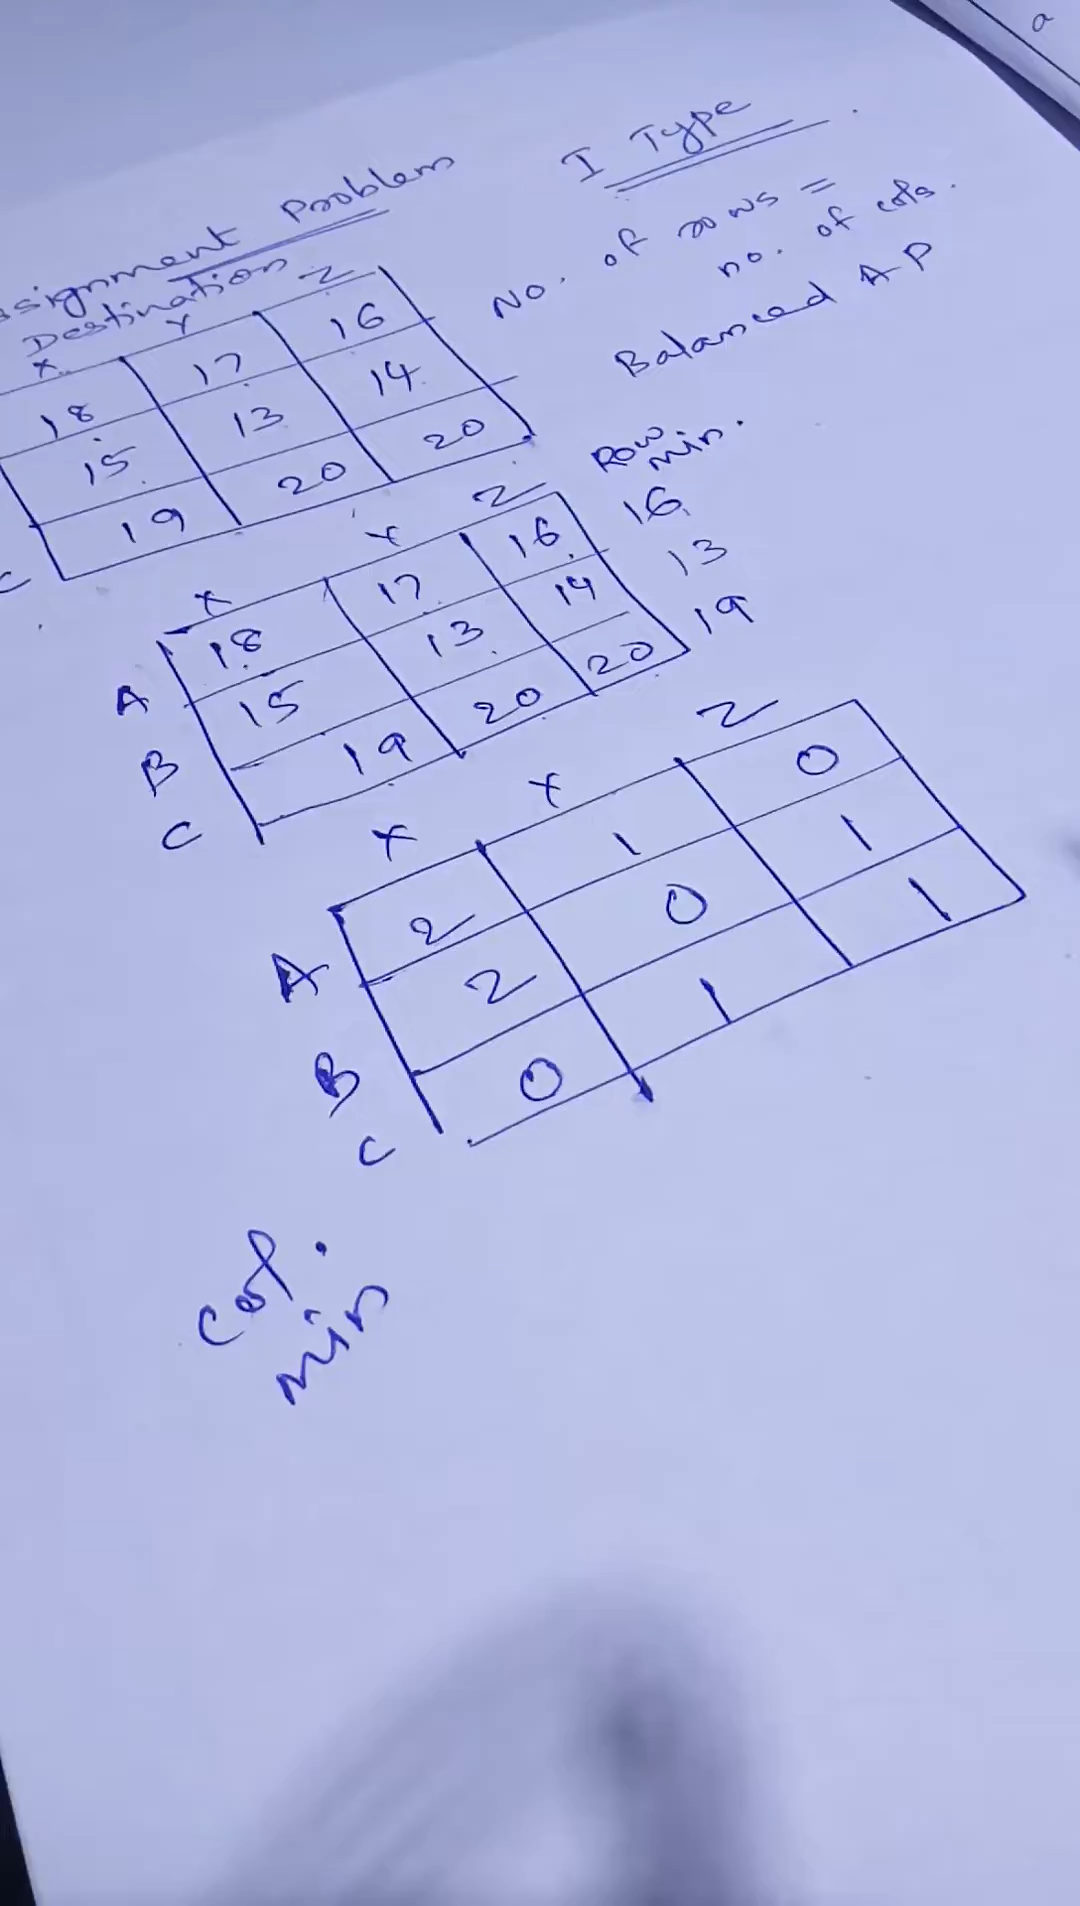 a
ssignment Problem
I Type
Destination
No. of rows =
no. of cols.
Balanced A P
X Y Z
18 17 16
15 13 14
19 20 20
C
Row
min.
X Y Z
A 18 17 16 16
B 15 13 14 13
C 19 20 20 19
X Y Z
A 2 1 0
B 2 0 1
C 0 1 1
Col.
min